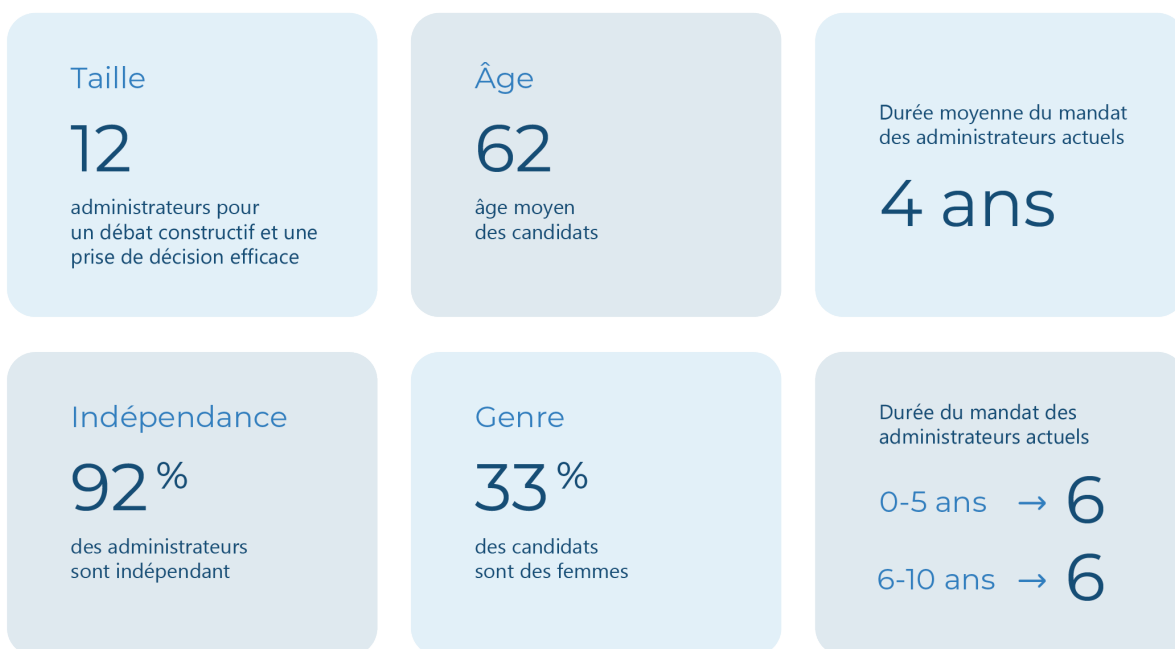 Taille
12
administrateurs pour
un débat constructif et une
prise de décision efficace
Âge
62
âge moyen
des candidats
Durée moyenne du mandat
des administrateurs actuels
4 ans
Indépendance
92 %
des administrateurs
sont indépendant
Genre
33 %
des candidats
sont des femmes
Durée du mandat des
administrateurs actuels
0-5 ans → 6
6-10 ans → 6